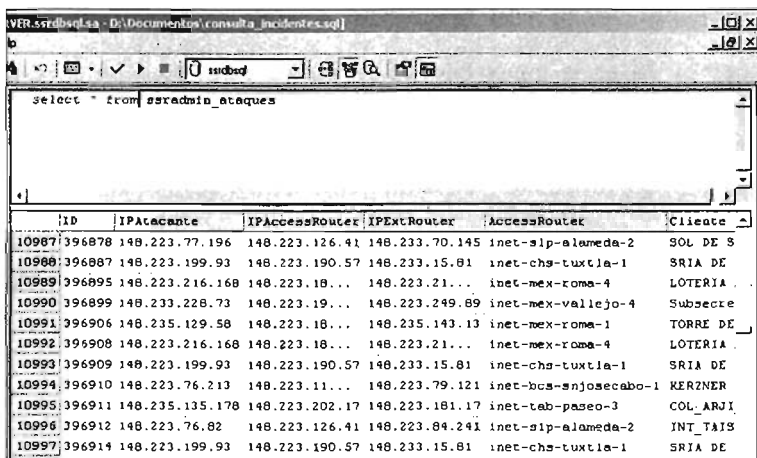 VER.ssrdbsql.sa - D:\Documentos\consulta_incidentes.sql]
ssidbsql
select * from ssradmin_ataques
ID IPAtacante IPAccessRouter IPExtRouter AccessRouter Cliente
10987 396878 148.223.77.196 148.223.126.41 148.233.70.145 inet-slp-alameda-2 SOL DE S
10988 396887 148.223.199.93 148.223.190.57 148.233.15.81 inet-chs-tuxtla-1 SRIA DE
10989 396895 148.223.216.168 148.223.18... 148.223.21... inet-mex-roma-4 LOTERIA
10990 396899 148.233.228.73 148.223.19... 148.223.249.89 inet-mex-vallejo-4 Subsecre
10991 396906 148.235.129.58 148.223.18... 148.235.143.13 inet-mex-roma-1 TORRE DE
10992 396908 148.223.216.168 148.223.18... 148.223.21... inet-mex-roma-4 LOTERIA
10993 396909 148.223.199.93 148.223.190.57 148.233.15.81 inet-chs-tuxtla-1 SRIA DE
10994 396910 148.223.76.213 148.223.11... 148.223.79.121 inet-bcs-snjosecabo-1 KERZNER
10995 396911 148.235.135.178 148.223.202.17 148.223.181.17 inet-tab-paseo-3 COL_ARJI
10996 396912 148.223.76.82 148.223.126.41 148.223.84.241 inet-slp-alameda-2 INT_TAIS
10997 396914 148.223.199.93 148.223.190.57 148.233.15.81 inet-chs-tuxtla-1 SRIA DE